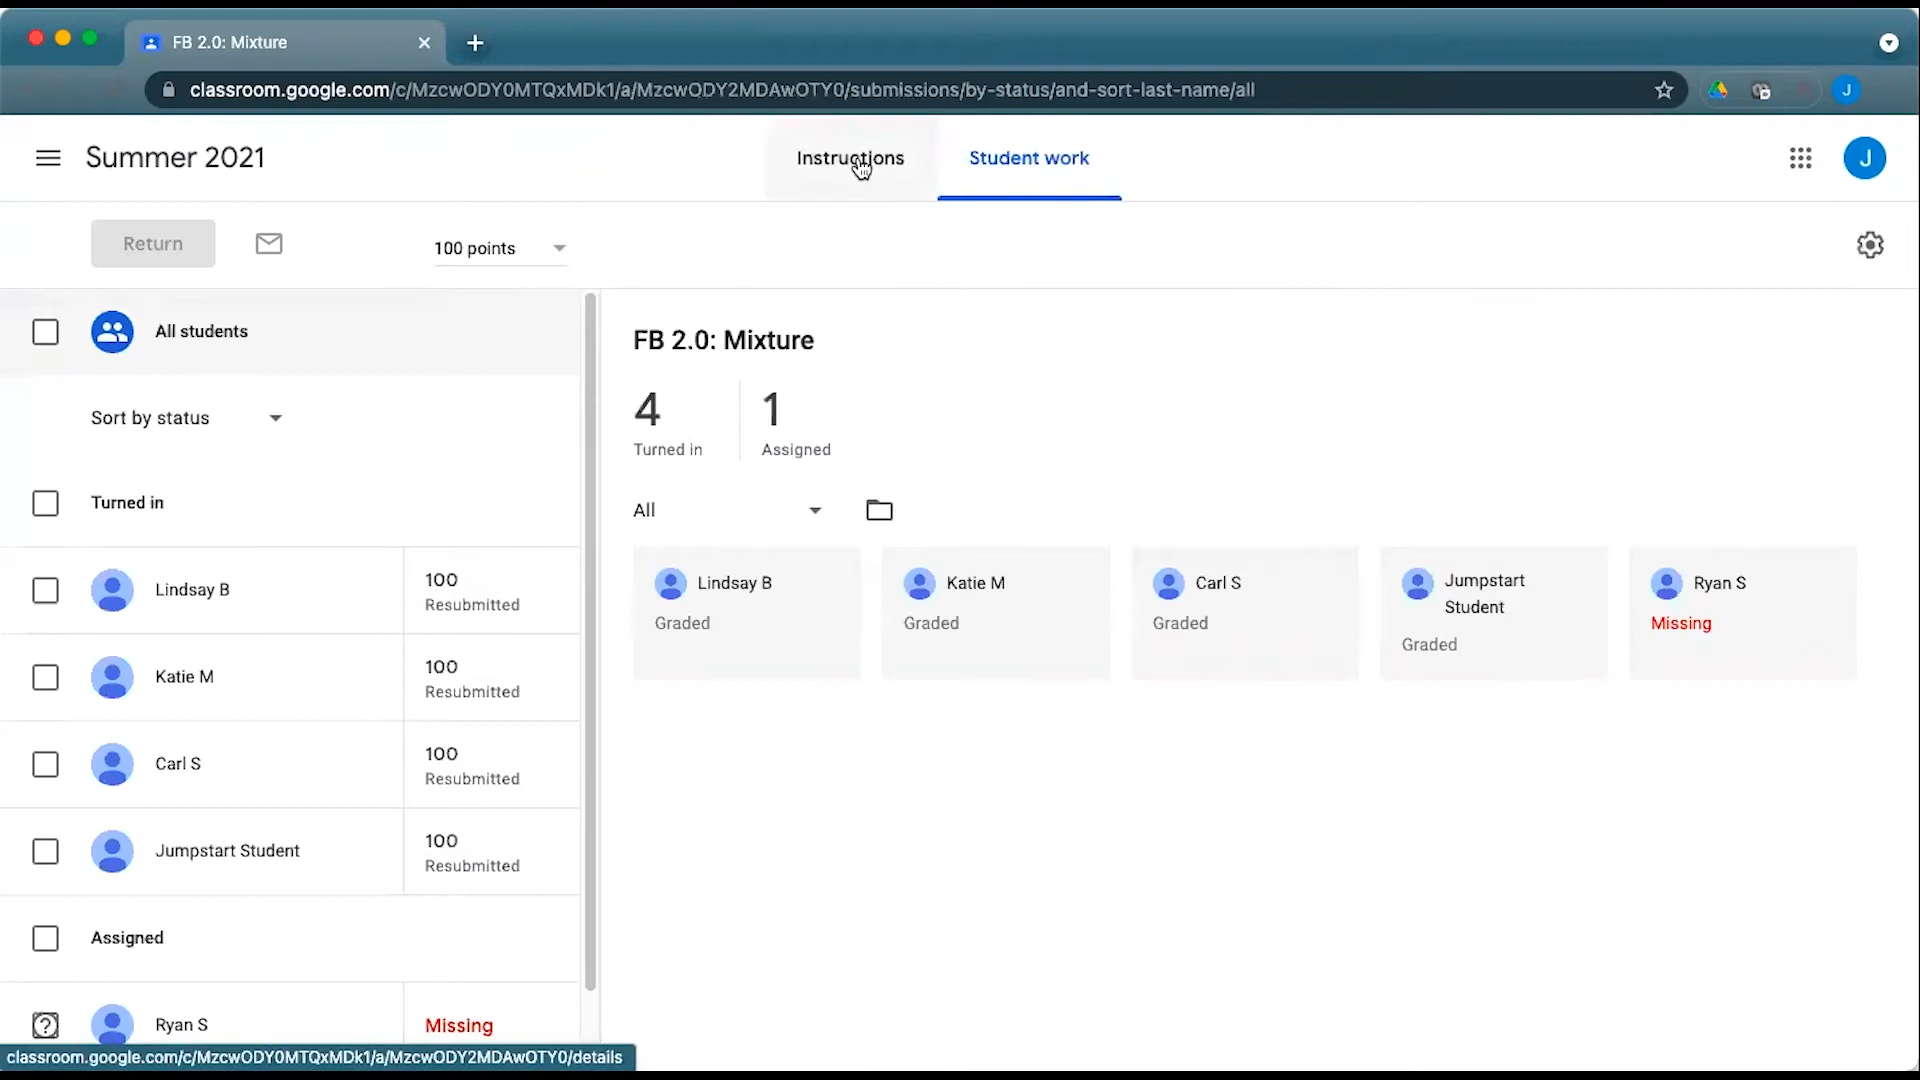 FB 2.0: Mixture
classroom.google.com/c/MzcwODY0MTQxMDk1/a/MzcwODY2MDAwOTY0/submissions/by-status/and-sort-last-name/all
J
Summer 2021
Instructions
Student work
J
Return
100 points
All students
Sort by status
Turned in
Lindsay B
100
Resubmitted
Katie M
100
Resubmitted
Carl S
100
Resubmitted
Jumpstart Student
100
Resubmitted
Assigned
Ryan S
Missing
FB 2.0: Mixture
4
Turned in
1
Assigned
All
Lindsay B
Graded
Katie M
Graded
Carl S
Graded
Jumpstart
Student
Graded
Ryan S
Missing
classroom.google.com/c/MzcwODY0MTQxMDk1/a/MzcwODY2MDAwOTY0/details